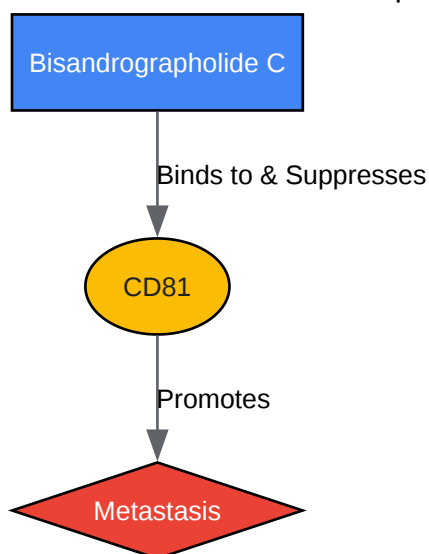 Bisandrographolide C
Binds to & Suppresses
CD81
Promotes
Metastasis